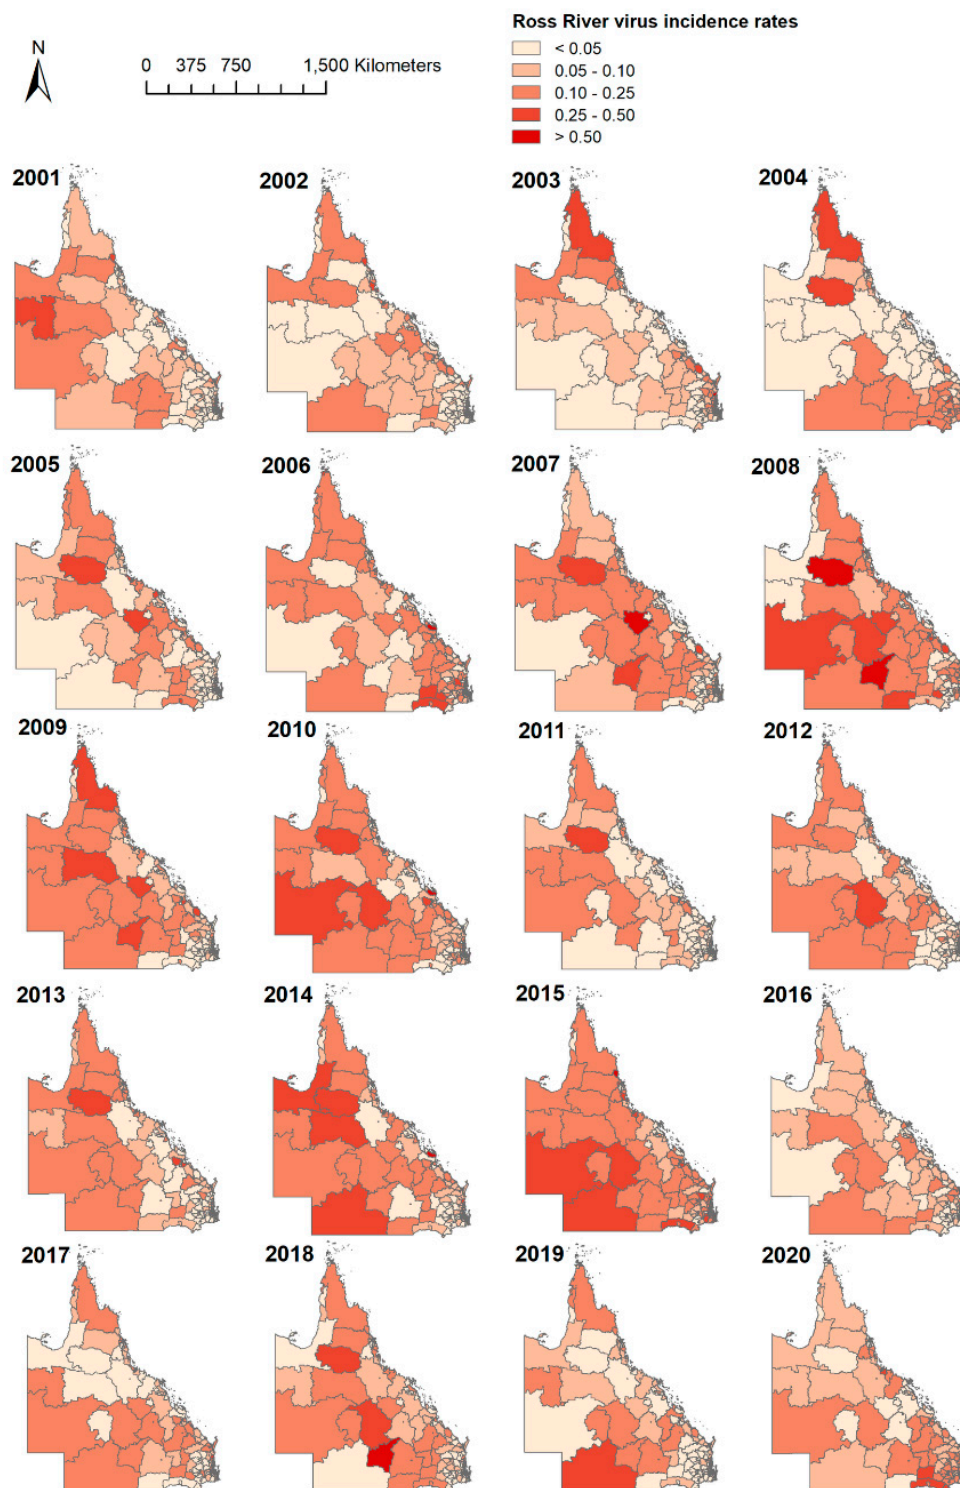 Ross River virus incidence rates
N
0 375 750 1,500 Kilometers
< 0.05
0.05 - 0.10
0.10 - 0.25
0.25 - 0.50
> 0.50
2001 2002 2003 2004
2005 2006 2007 2008
2009 2010 2011 2012
2013 2014 2015 2016
2017 2018 2019 2020